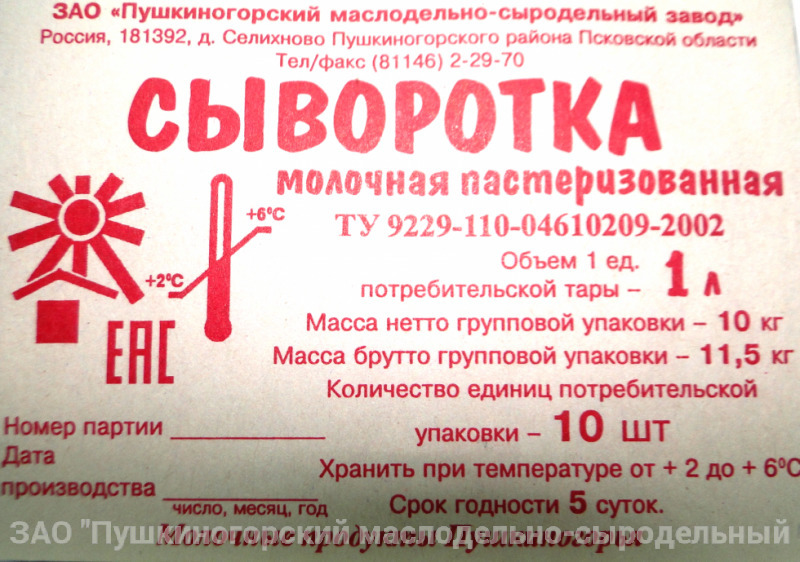 ЗАО «Пушкиногорский маслодельно-сыродельный завод»
Россия, 181392, д. Селихново Пушкиногорского района Псковской области
Тел/факс (81146) 2-29-70
СЫВОРОТКА
молочная пастеризованная
ТУ 9229-110-04610209-2002
+6°С
+2°С
Объем 1 ед.
потребительской тары – 1 л
Масса нетто групповой упаковки – 10 кг
Масса брутто групповой упаковки – 11,5 кг
ЕАС
Количество единиц потребительской
упаковки – 10 шт
Номер партии
Дата
производства
число, месяц, год
Хранить при температуре от + 2 до + 6°С
Срок годности 5 суток.
Молочные продукты Пушкиногорья
ЗАО "Пушкиногорский маслодельно-сыродельный